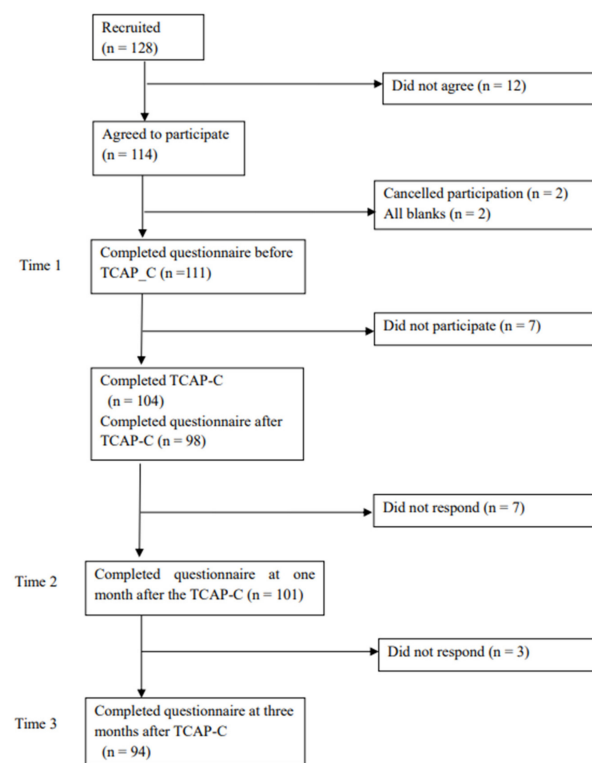 Recruited
(n = 128)
Did not agree (n = 12)
Agreed to participate
(n = 114)
Cancelled participation (n = 2)
All blanks (n = 2)
Time 1
Completed questionnaire before
TCAP_C (n =111)
Did not participate (n = 7)
Completed TCAP-C
(n = 104)
Completed questionnaire after
TCAP-C (n = 98)
Did not respond (n = 7)
Time 2
Completed questionnaire at one
month after the TCAP-C (n = 101)
Did not respond (n = 3)
Time 3
Completed questionnaire at three
months after TCAP-C
(n = 94)